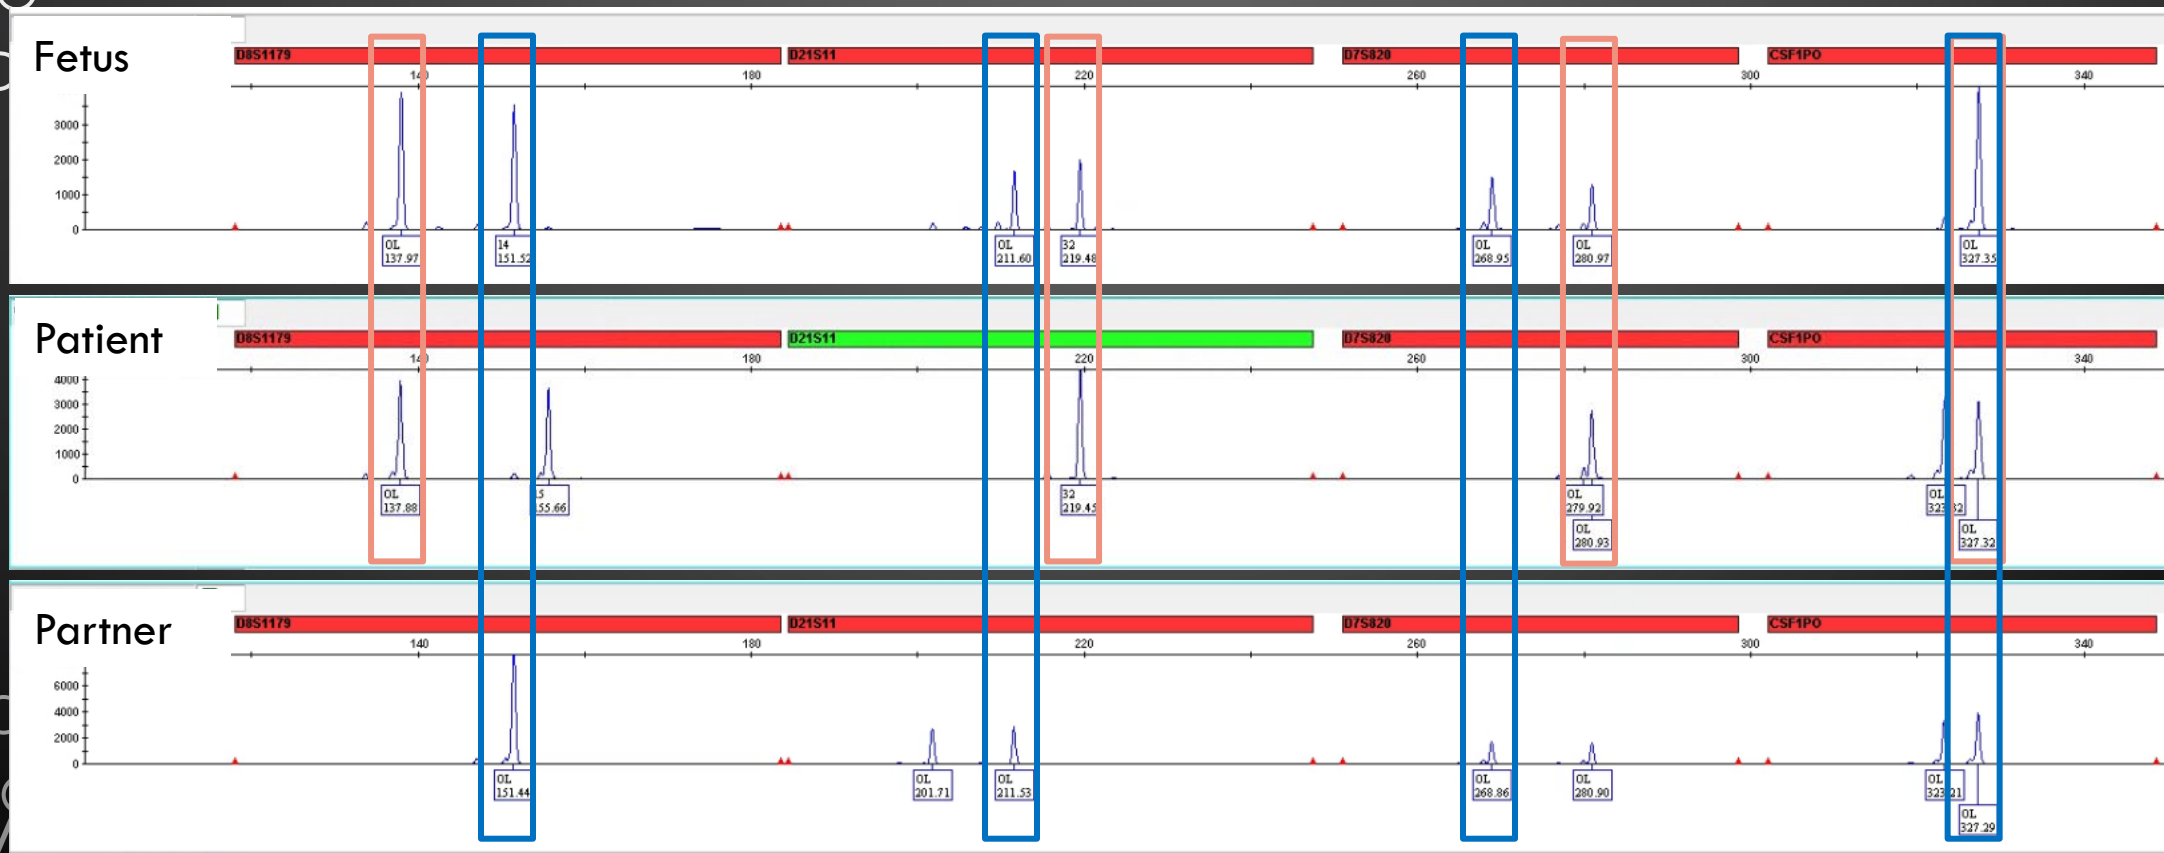 Fetus
D8S1179 D21S11 D7S820 CSF1PO
140 180 220 260 300 340
3000
2000
1000
0
OL 14 OL 32 OL OL OL
137.97 151.52 211.60 219.48 268.95 280.97 327.35
Patient
D8S1179 D21S11 D7S820 CSF1PO
140 180 220 260 300 340
4000
3000
2000
1000
0
OL 15 32 OL OL
137.88 155.66 219.45 279.92 323.32
OL OL
280.93 327.32
Partner
D8S1179 D21S11 D7S820 CSF1PO
140 180 220 260 300 340
6000
4000
2000
0
OL OL OL OL OL OL
151.44 201.71 211.53 268.86 280.90 323.21
OL
327.29